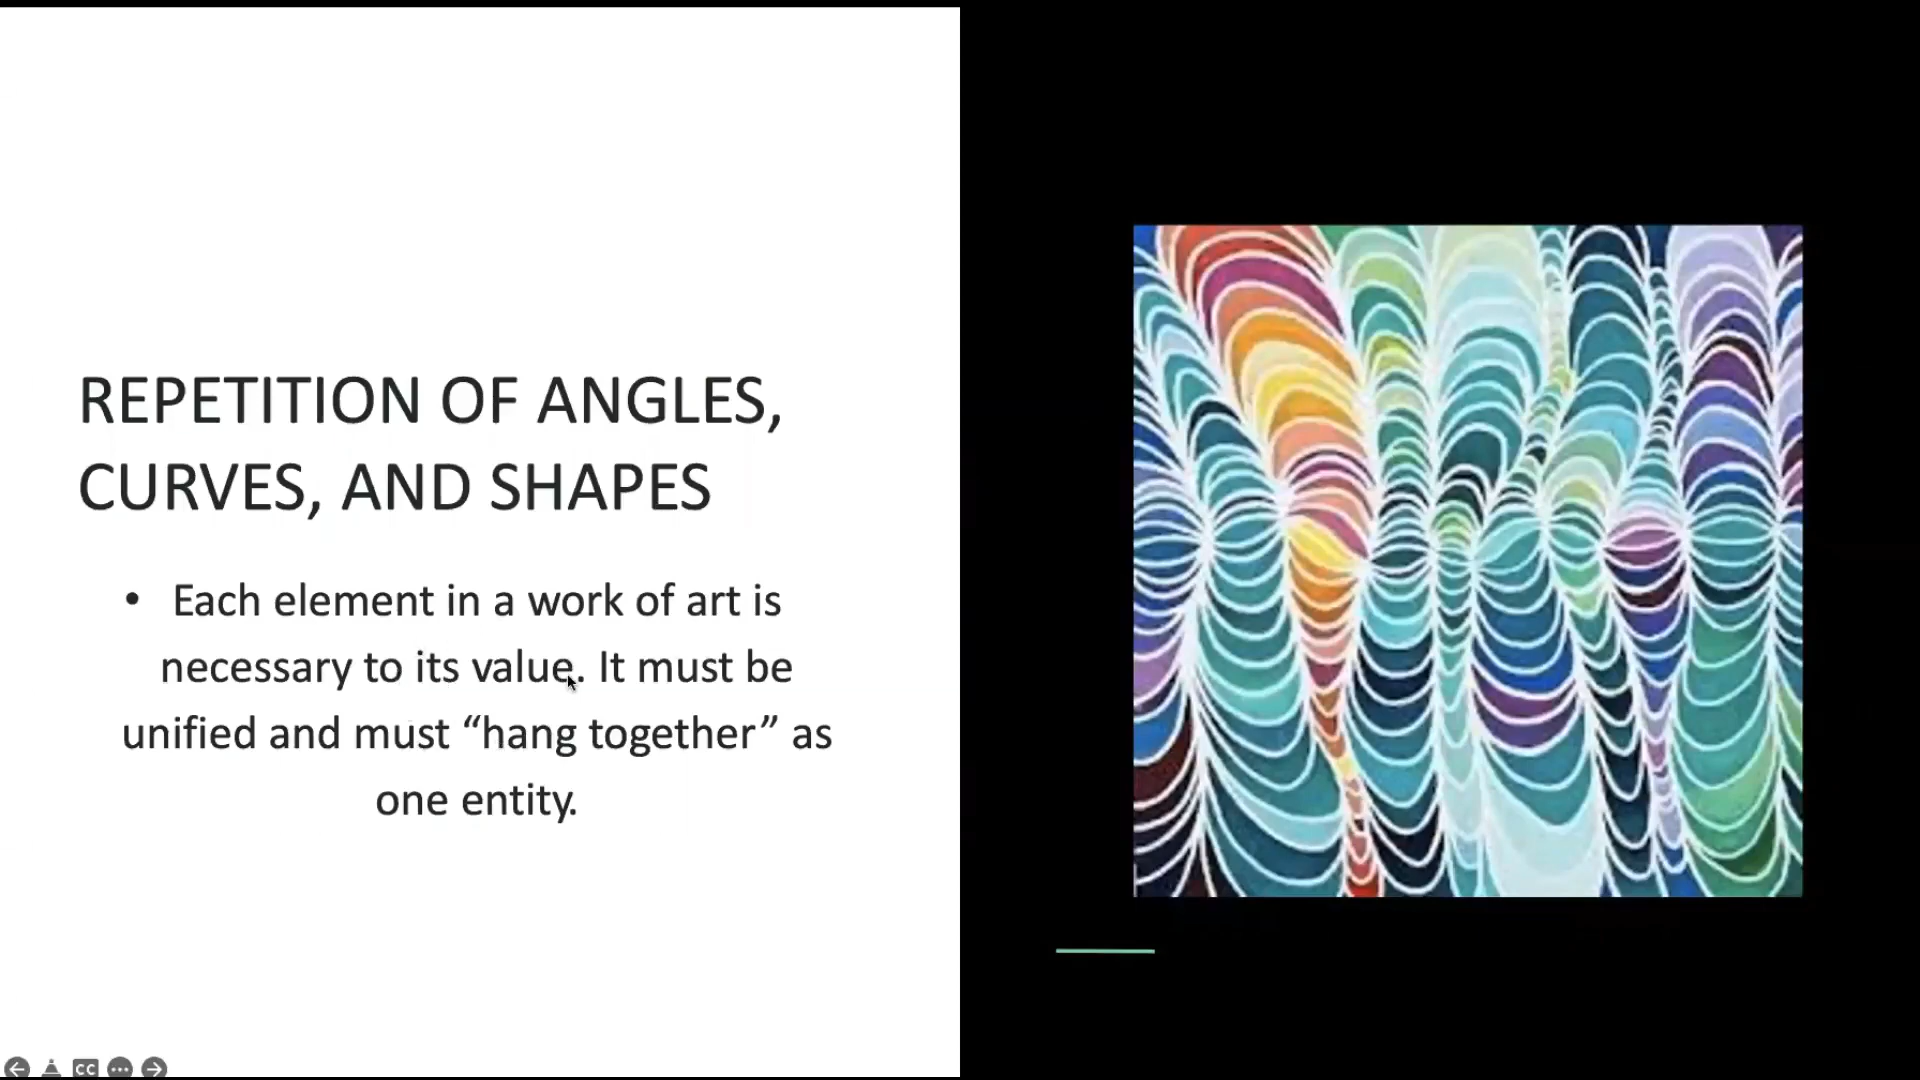 REPETITION OF ANGLES,
CURVES, AND SHAPES
• Each element in a work of art is
necessary to its value. It must be
unified and must “hang together” as
one entity.
CC